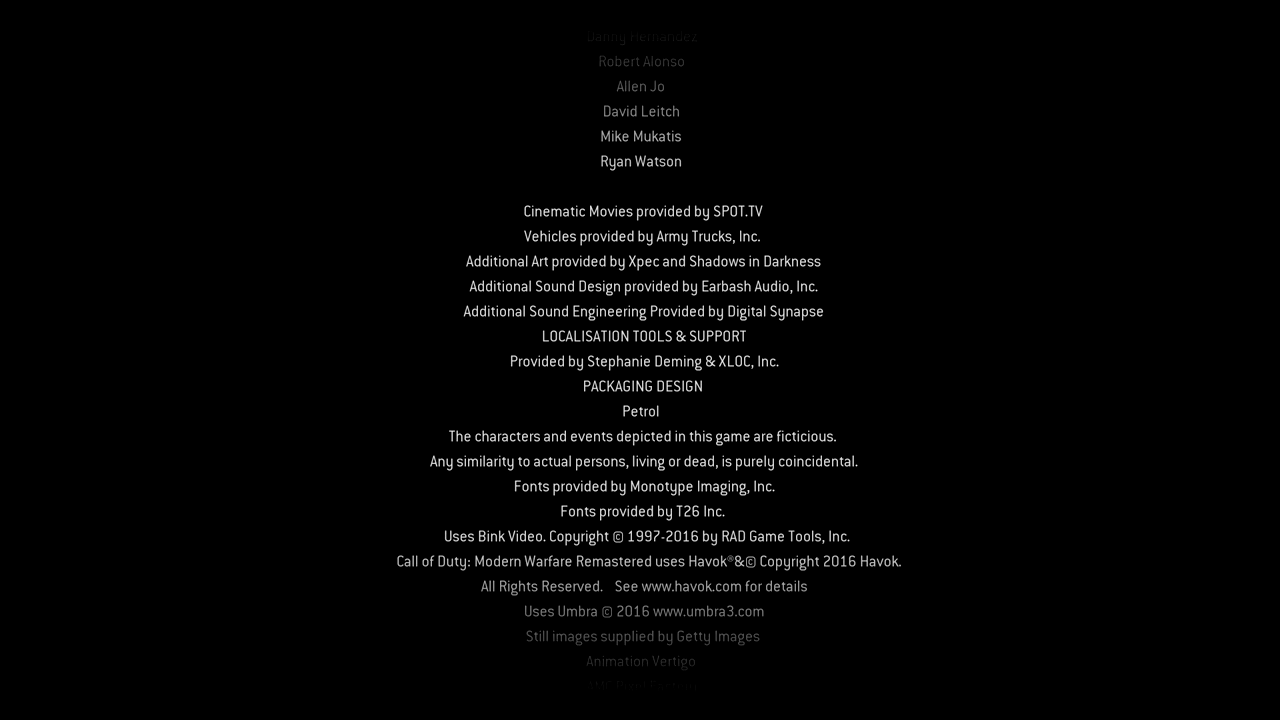 Danny Hernandez
Robert Alonso
Allen Jo
David Leitch
Mike Mukatis
Ryan Watson
Cinematic Movies provided by SPOT.TV
Vehicles provided by Army Trucks, Inc.
Additional Art provided by Xpec and Shadows in Darkness
Additional Sound Design provided by Earbash Audio, Inc.
Additional Sound Engineering Provided by Digital Synapse
LOCALISATION TOOLS & SUPPORT
Provided by Stephanie Deming & XLOC, Inc.
PACKAGING DESIGN
Petrol
The characters and events depicted in this game are ficticious.
Any similarity to actual persons, living or dead, is purely coincidental.
Fonts provided by Monotype Imaging, Inc.
Fonts provided by T26 Inc.
Uses Bink Video. Copyright © 1997-2016 by RAD Game Tools, Inc.
Call of Duty: Modern Warfare Remastered uses Havok®&© Copyright 2016 Havok.
All Rights Reserved. See www.havok.com for details
Uses Umbra © 2016 www.umbra3.com
Still images supplied by Getty Images
Animation Vertigo